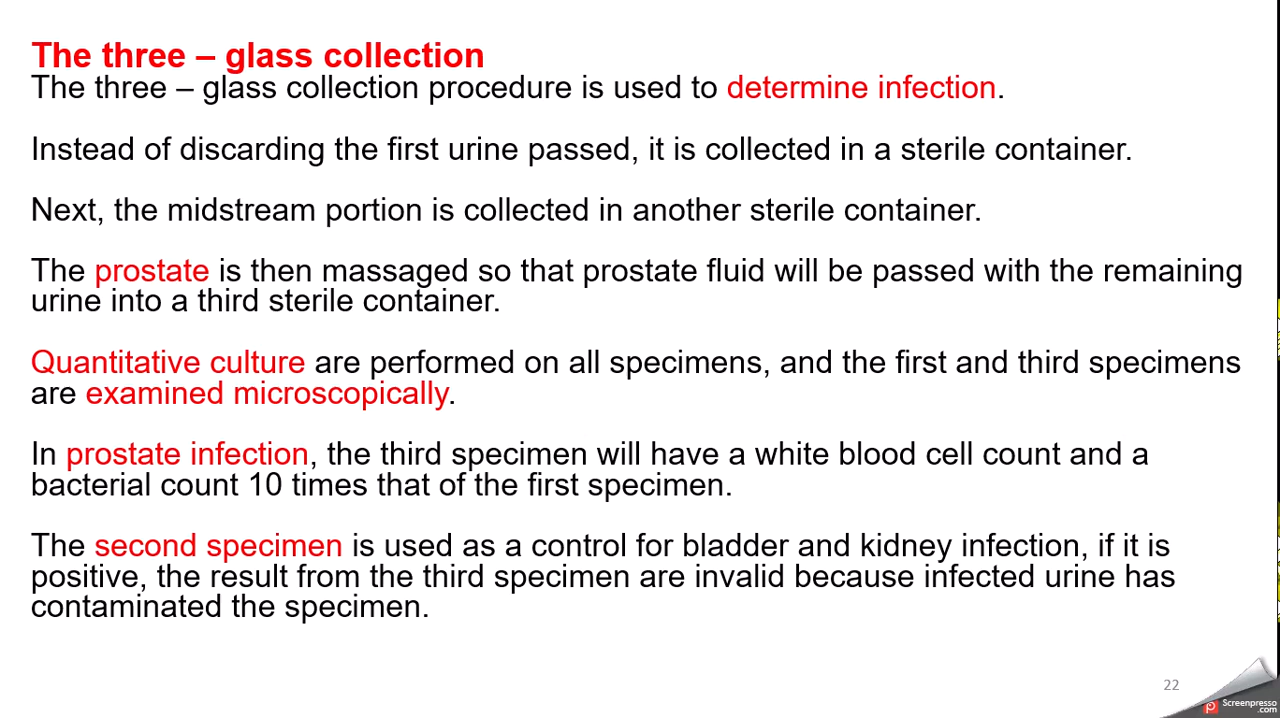 The three – glass collection
The three – glass collection procedure is used to determine infection.
Instead of discarding the first urine passed, it is collected in a sterile container.
Next, the midstream portion is collected in another sterile container.
The prostate is then massaged so that prostate fluid will be passed with the remaining
urine into a third sterile container.
Quantitative culture are performed on all specimens, and the first and third specimens
are examined microscopically.
In prostate infection, the third specimen will have a white blood cell count and a
bacterial count 10 times that of the first specimen.
The second specimen is used as a control for bladder and kidney infection, if it is
positive, the result from the third specimen are invalid because infected urine has
contaminated the specimen.
22
Screenpresso
.com